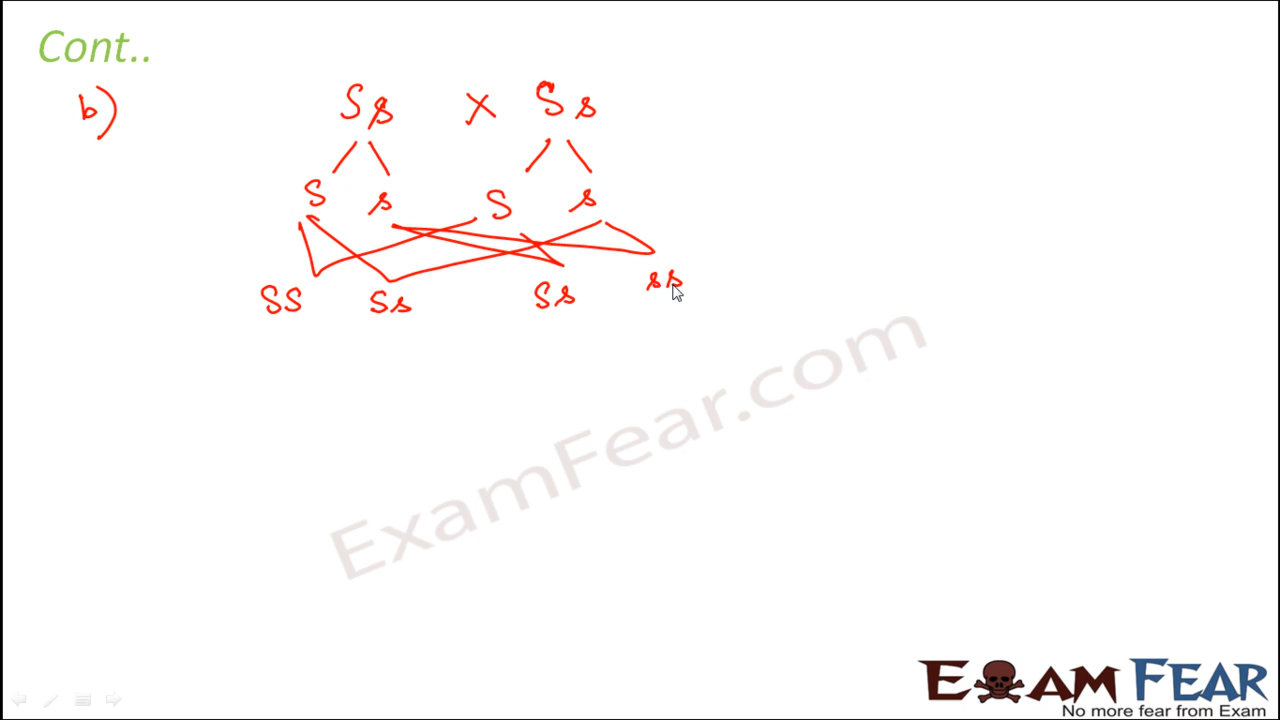 Cont..
b) Ss X Ss
S s S s
SS Ss Ss ss
ExamFear.com
EXAM FEAR
No more fear from Exam